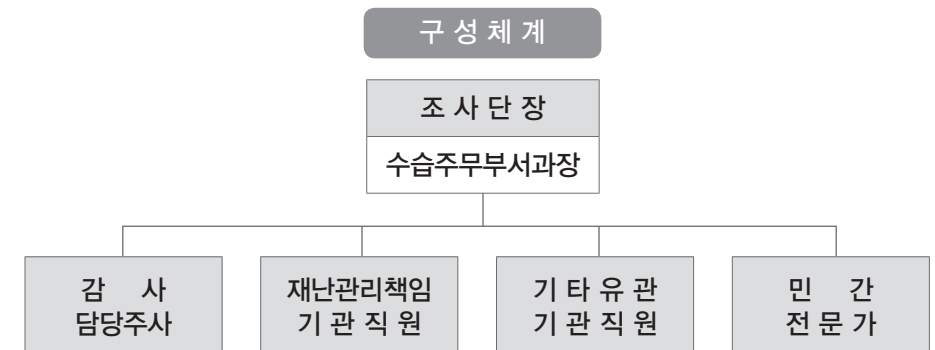 구 성 체 계
조 사 단 장
수습주무부서과장
감 사
담당주사
재난관리책임
기 관 직 원
기 타 유 관
기 관 직 원
민 간
전 문 가